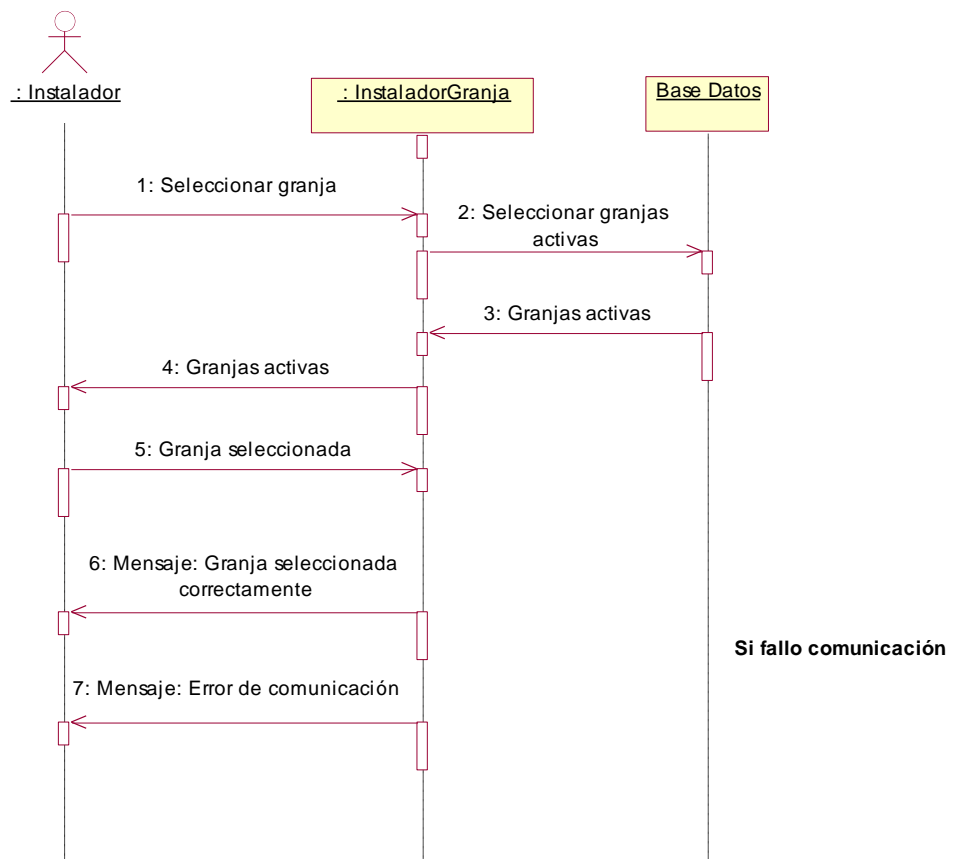 : Instalador
: InstaladorGranja
Base Datos
1: Seleccionar granja
2: Seleccionar granjas
activas
3: Granjas activas
4: Granjas activas
5: Granja seleccionada
6: Mensaje: Granja seleccionada
correctamente
Si fallo comunicación
7: Mensaje: Error de comunicación